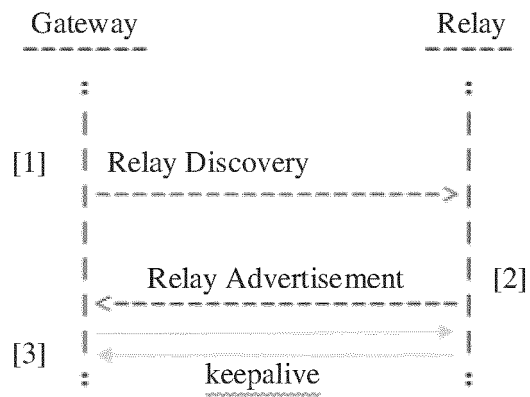 Gateway Relay
[1] Relay Discovery
Relay Advertisement [2]
[3]
keepalive